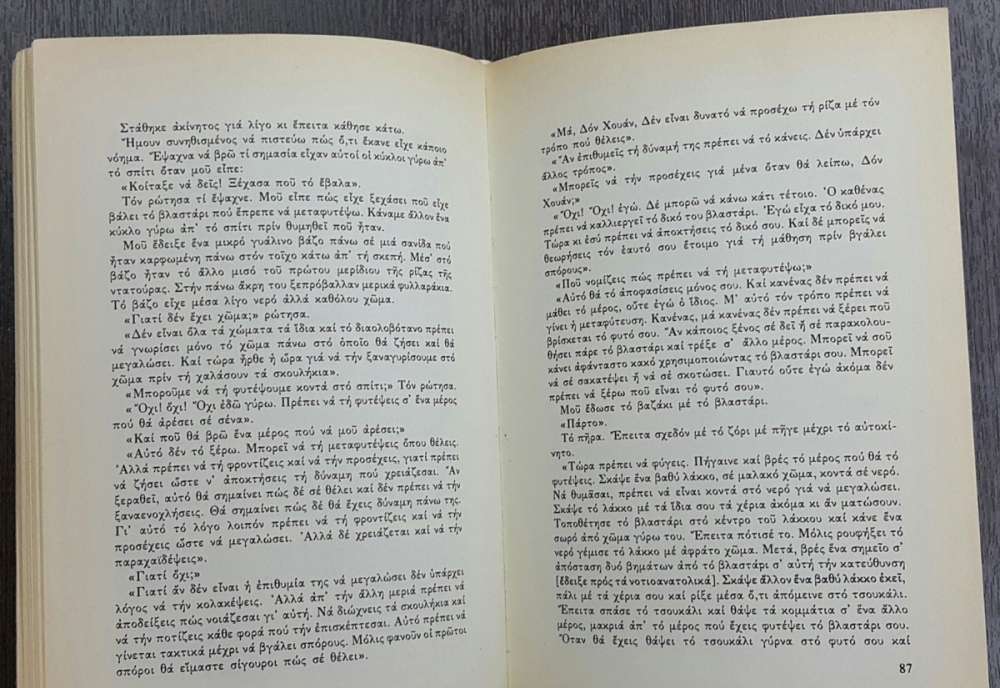 Στάθηκε ἀκίνητος γιά λίγο κι ἔπειτα κάθησε κάτω.
Ἤμουν συνηθισμένος νά πιστεύω πώς ὅ,τι ἔκανε εἶχε κάποιο
νόημα. Ἔψαχνα νά βρῶ τί σημασία εἶχαν αὐτοί οἱ κύκλοι γύρω ἀπ'
τό σπίτι ὅταν μοῦ εἶπε:
«Κοίταξε νά δεῖς! Ξέχασα ποῦ τό ἔβαλα».
Τόν ρώτησα τί ἔψαχνε. Μοῦ εἶπε πώς εἶχε ξεχάσει ποῦ εἶχε
βάλει τό βλαστάρι πού ἔπρεπε νά μεταφυτέψω. Κάναμε ἄλλον ἕνα
κύκλο γύρω ἀπ' τό σπίτι πρίν θυμηθεῖ ποῦ ἦταν.
Μοῦ ἔδειξε ἕνα μικρό γυάλινο βάζο πάνω σέ μιά σανίδα πού
ἦταν καρφωμένη πάνω στόν τοῖχο κάτω ἀπ' τή σκεπή. Μέσ' στό
βάζο ἦταν τό ἄλλο μισό τοῦ πρώτου μερίδιου τῆς ρίζας τῆς
ντατούρας. Στήν πάνω ἄκρη του ξεπρόβαλλαν μερικά φυλλαράκια.
Τό βάζο εἶχε μέσα λίγο νερό ἀλλά καθόλου χῶμα.
«Γιατί δέν ἔχει χῶμα;» ρώτησα.
«Δέν εἶναι ὅλα τά χώματα τά ἴδια καί τό διαολοβότανο πρέπει
νά γνωρίσει μόνο τό χῶμα πάνω στό ὁποῖο θά ζήσει καί θά
μεγαλώσει. Καί τώρα ἦρθε ἡ ὥρα γιά νά τήν ξαναγυρίσουμε στό
χῶμα πρίν τή χαλάσουν τά σκουλήκια».
«Μποροῦμε νά τή φυτέψουμε κοντά στό σπίτι;» Τόν ρώτησα.
«Ὄχι! ὄχι! Ὄχι ἐδῶ γύρω. Πρέπει νά τή φυτέψεις σ' ἕνα μέρος
πού θά ἀρέσει σέ σένα».
«Καί ποῦ θά βρῶ ἕνα μέρος πού νά μοῦ ἀρέσει;»
«Αὐτό δέν τό ξέρω. Μπορεῖ νά τή μεταφυτέψεις ὅπου θέλεις.
Ἀλλά πρέπει νά τή φροντίζεις καί νά τήν προσέχεις, γιατί πρέπει
νά ζήσει ὥστε ν' ἀποκτήσεις τή δύναμη πού χρειάζεσαι. Ἄν
ξεραθεῖ, αὐτό θά σημαίνει πώς δέ σέ θέλει καί δέν πρέπει νά τήν
ξαναενοχλήσεις. Θά σημαίνει πώς δέ θά ἔχεις δύναμη πάνω της.
Γι' αὐτό τό λόγο λοιπόν πρέπει νά τή φροντίζεις καί νά τήν
προσέχεις ὥστε νά μεγαλώσει. Ἀλλά δέ χρειάζεται καί νά τήν
παραχαϊδέψεις».
«Γιατί ὄχι;»
«Γιατί ἄν δέν εἶναι ἡ ἐπιθυμία της νά μεγαλώσει δέν ὑπάρχει
λόγος νά τήν κολακέψεις. Ἀλλά ἀπ' τήν ἄλλη μεριά πρέπει νά
ἀποδείξεις πώς νοιάζεσαι γι' αὐτή. Νά διώχνεις τά σκουλήκια καί
νά τήν ποτίζεις κάθε φορά πού τήν ἐπισκέπτεσαι. Αὐτό πρέπει νά
γίνεται τακτικά μέχρι νά βγάλει σπόρους. Μόλις φανοῦν οἱ πρῶτοι
σπόροι θά εἴμαστε σίγουροι πώς σέ θέλει».
«Μά, Δόν Χουάν, Δέν εἶναι δυνατό νά προσέχω τή ρίζα μέ τόν
τρόπο πού θέλεις».
«Ἄν ἐπιθυμεῖς τή δύναμή της πρέπει νά τό κάνεις. Δέν ὑπάρχει
ἄλλος τρόπος».
«Μπορεῖς νά τήν προσέχεις γιά μένα ὅταν θά λείπω, Δόν
Χουάν;»
«Ὄχι! Ὄχι! ἐγώ. Δέ μπορῶ νά κάνω κάτι τέτοιο. Ὁ καθένας
πρέπει νά καλλιεργεῖ τό δικό του βλαστάρι. Ἐγώ εἶχα τό δικό μου.
Τώρα κι ἐσύ πρέπει νά ἀποκτήσεις τό δικό σου. Καί δέ μπορεῖς νά
θεωρήσεις τόν ἑαυτό σου ἕτοιμο γιά τή μάθηση πρίν βγάλει
σπόρους».
«Ποῦ νομίζεις πώς πρέπει νά τή μεταφυτέψω;»
«Αὐτό θά τό ἀποφασίσεις μόνος σου. Καί κανένας δέν πρέπει νά
μάθει τό μέρος, οὔτε ἐγώ ὁ ἴδιος. Μ' αὐτό τόν τρόπο πρέπει νά
γίνει ἡ μεταφύτευση. Κανένας, μά κανένας δέν πρέπει νά ξέρει ποῦ
βρίσκεται τό φυτό σου. Ἄν κάποιος ξένος σέ δεῖ ἤ σέ παρακολου-
θήσει πάρε τό βλαστάρι καί τρέξε σ' ἄλλο μέρος. Μπορεῖ νά σοῦ
κάνει ἀφάνταστο κακό χρησιμοποιώντας τό βλαστάρι σου. Μπορεῖ
νά σέ σακατέψει ἤ νά σέ σκοτώσει. Γιαυτό οὔτε ἐγώ ἀκόμα δέν
πρέπει νά ξέρω ποῦ εἶναι τό φυτό σου».
Μοῦ ἔδωσε τό βαζάκι μέ τό βλαστάρι.
«Πάρτο».
Τό πῆρα. Ἔπειτα σχεδόν μέ τό ζόρι μέ πῆγε μέχρι τό αὐτοκί-
νητο.
«Τώρα πρέπει νά φύγεις. Πήγαινε καί βρές τό μέρος πού θά τό
φυτέψεις. Σκάψε ἕνα βαθύ λάκκο, σέ μαλακό χῶμα, κοντά σέ νερό.
Νά θυμᾶσαι, πρέπει νά εἶναι κοντά στό νερό γιά νά μεγαλώσει.
Σκάψε τό λάκκο μέ τά ἴδια σου τά χέρια ἀκόμα κι ἄν ματώσουν.
Τοποθέτησε τό βλαστάρι στό κέντρο τοῦ λάκκου καί κάνε ἕνα
σωρό ἀπό χῶμα γύρω του. Ἔπειτα πότισέ το. Μόλις ρουφήξει τό
νερό γέμισε τό λάκκο μέ ἀφράτο χῶμα. Μετά, βρές ἕνα σημεῖο σ'
ἀπόσταση δυό βημάτων ἀπό τό βλαστάρι σ' αὐτή τήν κατεύθυνση
[ἔδειξε πρός τά νοτιοανατολικά]. Σκάψε ἄλλον ἕνα βαθύ λάκκο ἐκεῖ,
πάλι μέ τά χέρια σου καί ρίξε μέσα ὅ,τι ἀπόμεινε στό τσουκάλι.
Ἔπειτα σπάσε τό τσουκάλι καί θάψε τά κομμάτια σ' ἕνα ἄλλο
μέρος, μακριά ἀπ' τό μέρος πού ἔχεις φυτέψει τό βλαστάρι σου.
Ὅταν θά ἔχεις θάψει τό τσουκάλι γύρνα στό φυτό σου καί
87